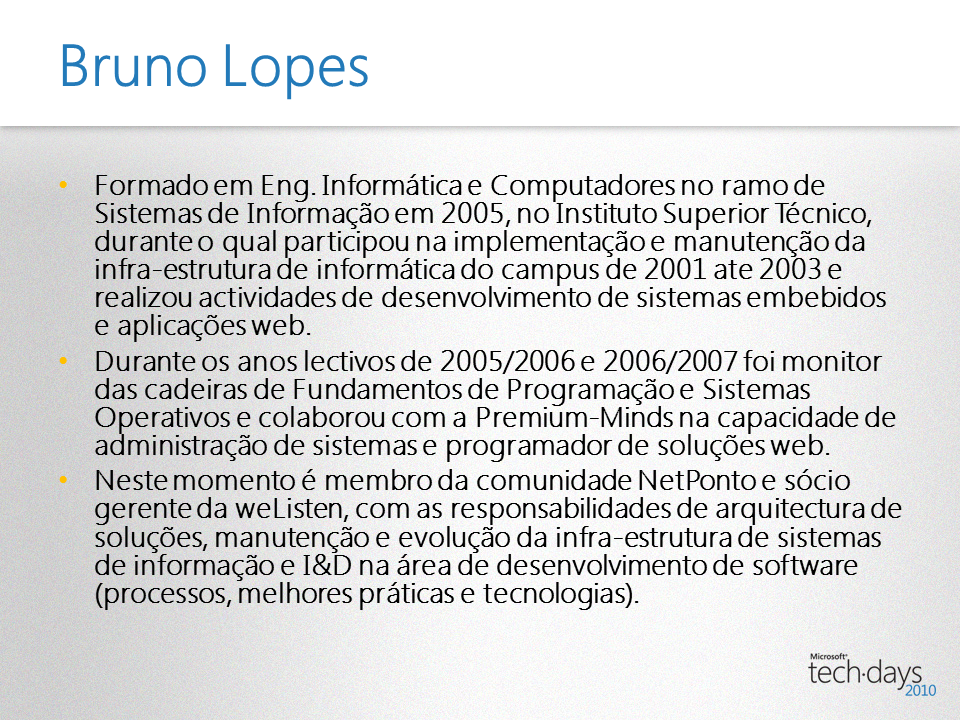 Bruno Lopes
• Formado em Eng. Informática e Computadores no ramo de
Sistemas de Informação em 2005, no Instituto Superior Técnico,
durante o qual participou na implementação e manutenção da
infra-estrutura de informática do campus de 2001 ate 2003 e
realizou actividades de desenvolvimento de sistemas embebidos
e aplicações web.
• Durante os anos lectivos de 2005/2006 e 2006/2007 foi monitor
das cadeiras de Fundamentos de Programação e Sistemas
Operativos e colaborou com a Premium-Minds na capacidade de
administração de sistemas e programador de soluções web.
• Neste momento é membro da comunidade NetPonto e sócio
gerente da weListen, com as responsabilidades de arquitectura de
soluções, manutenção e evolução da infra-estrutura de sistemas
de informação e I&D na área de desenvolvimento de software
(processos, melhores práticas e tecnologias).
Microsoft®
tech·days
2010